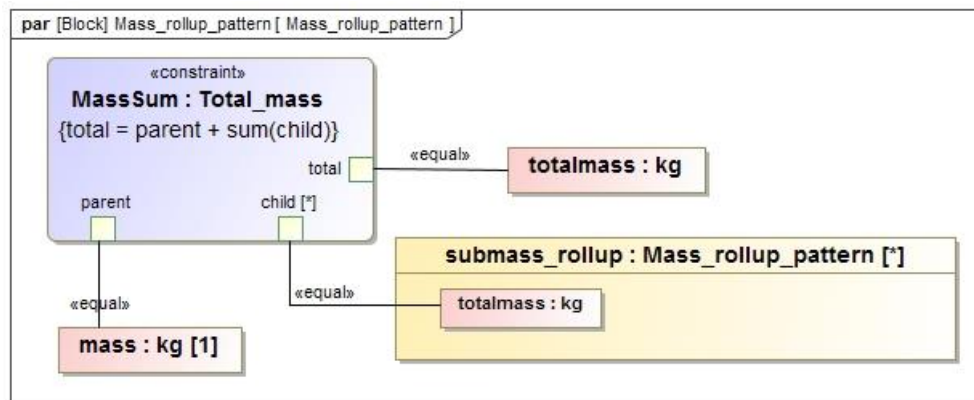 par [Block] Mass_rollup_pattern [ Mass_rollup_pattern ]
«constraint»
MassSum : Total_mass
{total = parent + sum(child)}
total
«equal»
totalmass : kg
parent
child [*]
submass_rollup : Mass_rollup_pattern [*]
«equal»
«equal»
totalmass : kg
mass : kg [1]